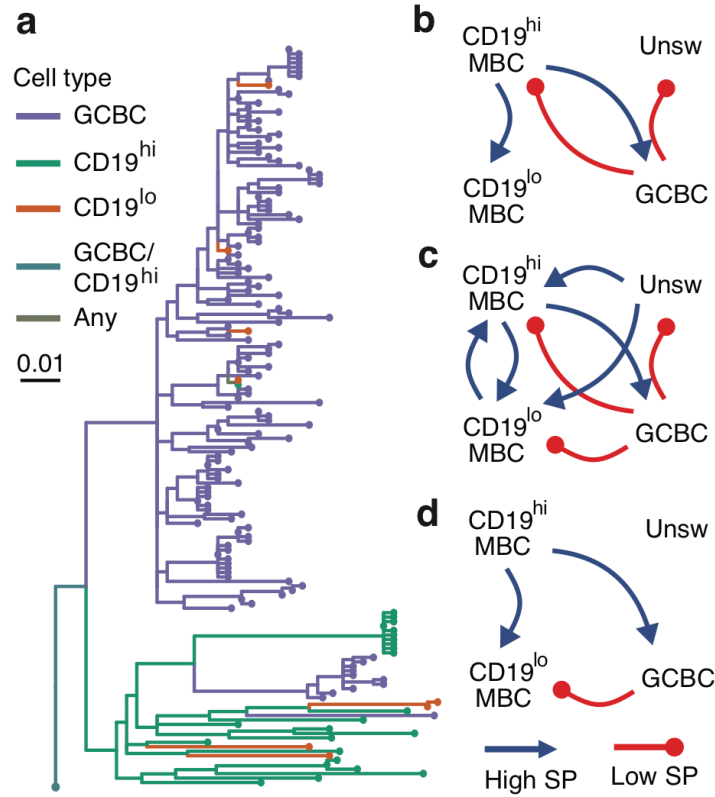 a
Cell type
GCBC
CD19hi
CD19lo
GCBC/
CD19hi
Any
0.01
b
CD19hi
MBC
Unsw
CD19lo
MBC
GCBC
c
CD19hi
MBC
Unsw
CD19lo
MBC
GCBC
d
CD19hi
MBC
Unsw
CD19lo
MBC
GCBC
High SP
Low SP